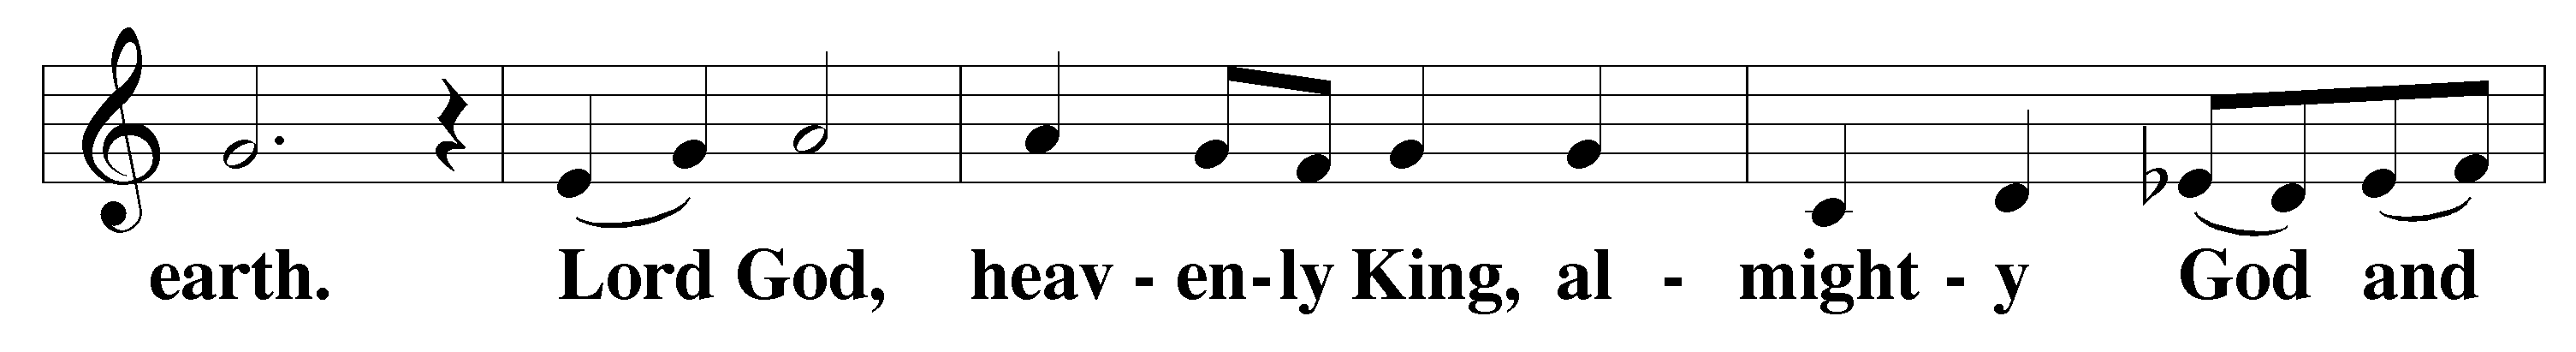 earth. Lord God, heav - en - ly King, al - might - y God and